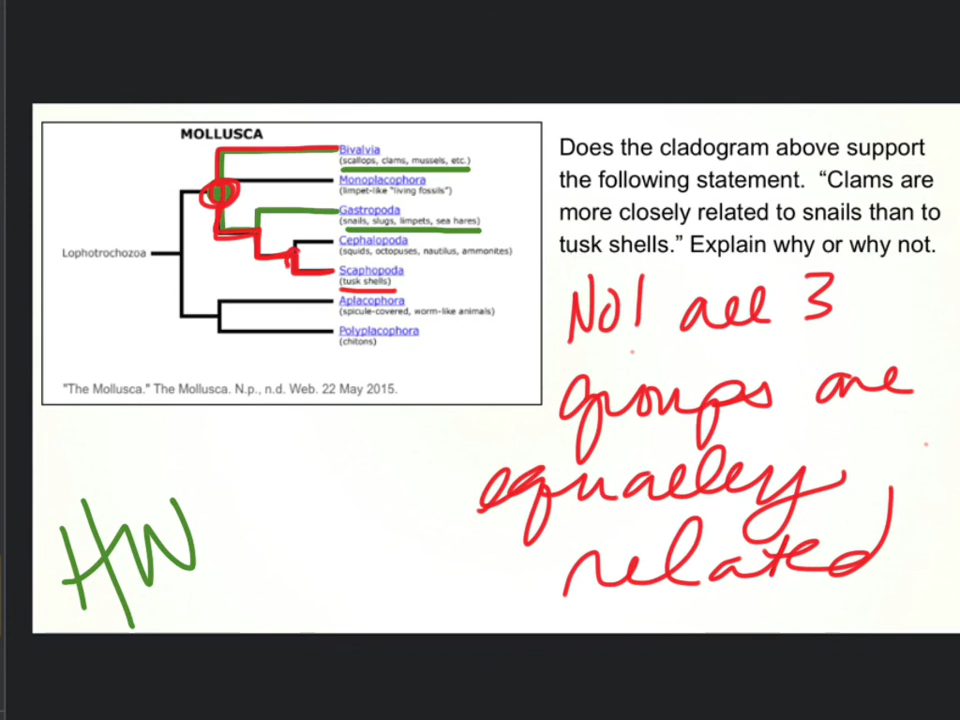 MOLLUSCA
Bivalvia
(scallops, clams, mussels, etc.)
Monoplacophora
(limpet-like "living fossils")
Gastropoda
(snails, slugs, limpets, sea hares)
Cephalopoda
(squids, octopuses, nautilus, ammonites)
Lophotrochozoa
Scaphopoda
(tusk shells)
Aplacophora
(spicule-covered, worm-like animals)
Polyplacophora
(chitons)
"The Mollusca." The Mollusca. N.p., n.d. Web. 22 May 2015.
Does the cladogram above support
the following statement. “Clams are
more closely related to snails than to
tusk shells.” Explain why or why not.
No! all 3
groups are
equally
related
HW